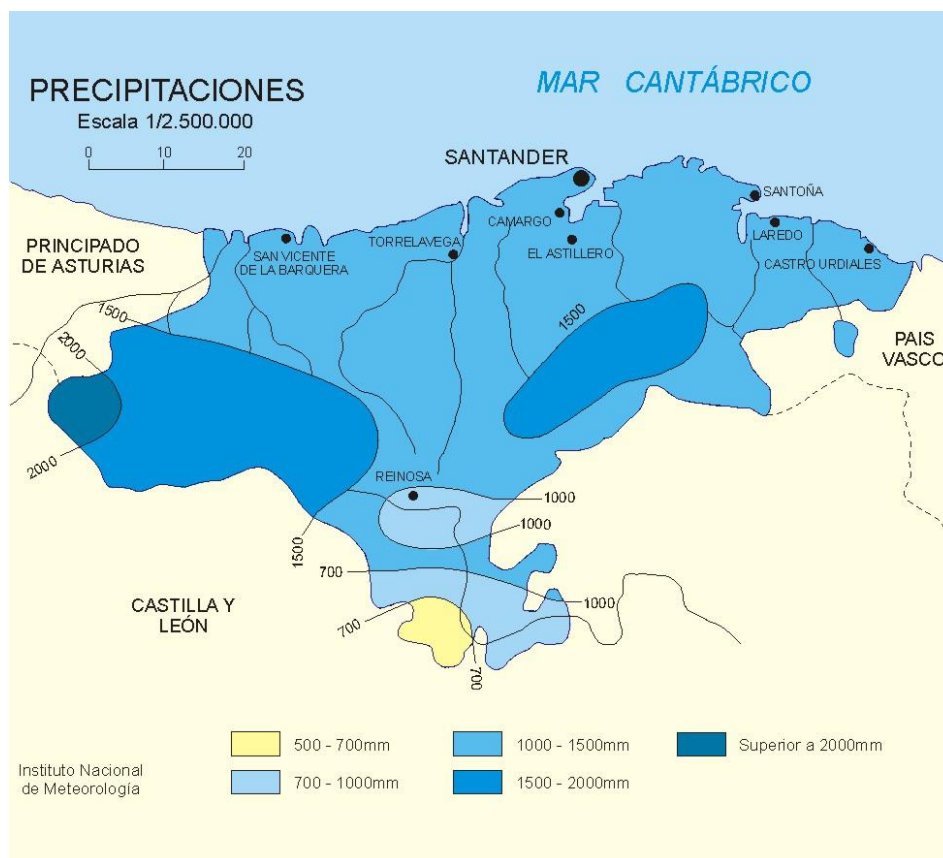 PRECIPITACIONES
Escala 1/2.500.000
0 10 20
MAR CANTÁBRICO
SANTANDER
SANTOÑA
CAMARGO
LAREDO
PRINCIPADO
DE ASTURIAS
SAN VICENTE
DE LA BARQUERA
TORRELAVEGA
EL ASTILLERO
CASTRO URDIALES
1500
1500
2000
PAIS
VASCO
2000
REINOSA
1000
1000
1500
700
1000
CASTILLA Y
LEÓN
700
700
500 - 700mm
1000 - 1500mm
Superior a 2000mm
Instituto Nacional
de Meteorología
700 - 1000mm
1500 - 2000mm